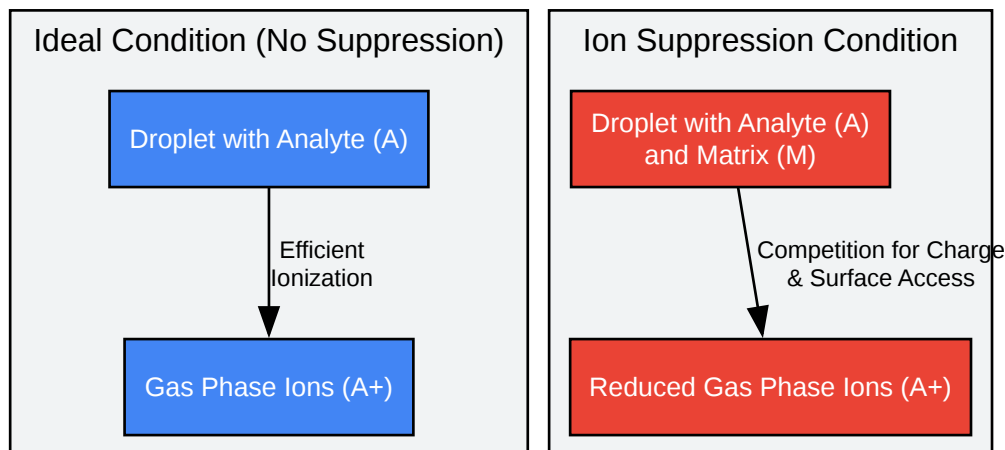 Ideal Condition (No Suppression)
Droplet with Analyte (A)
Efficient
Ionization
Gas Phase Ions (A+)
Ion Suppression Condition
Droplet with Analyte (A)
and Matrix (M)
Competition for Charge
& Surface Access
Reduced Gas Phase Ions (A+)